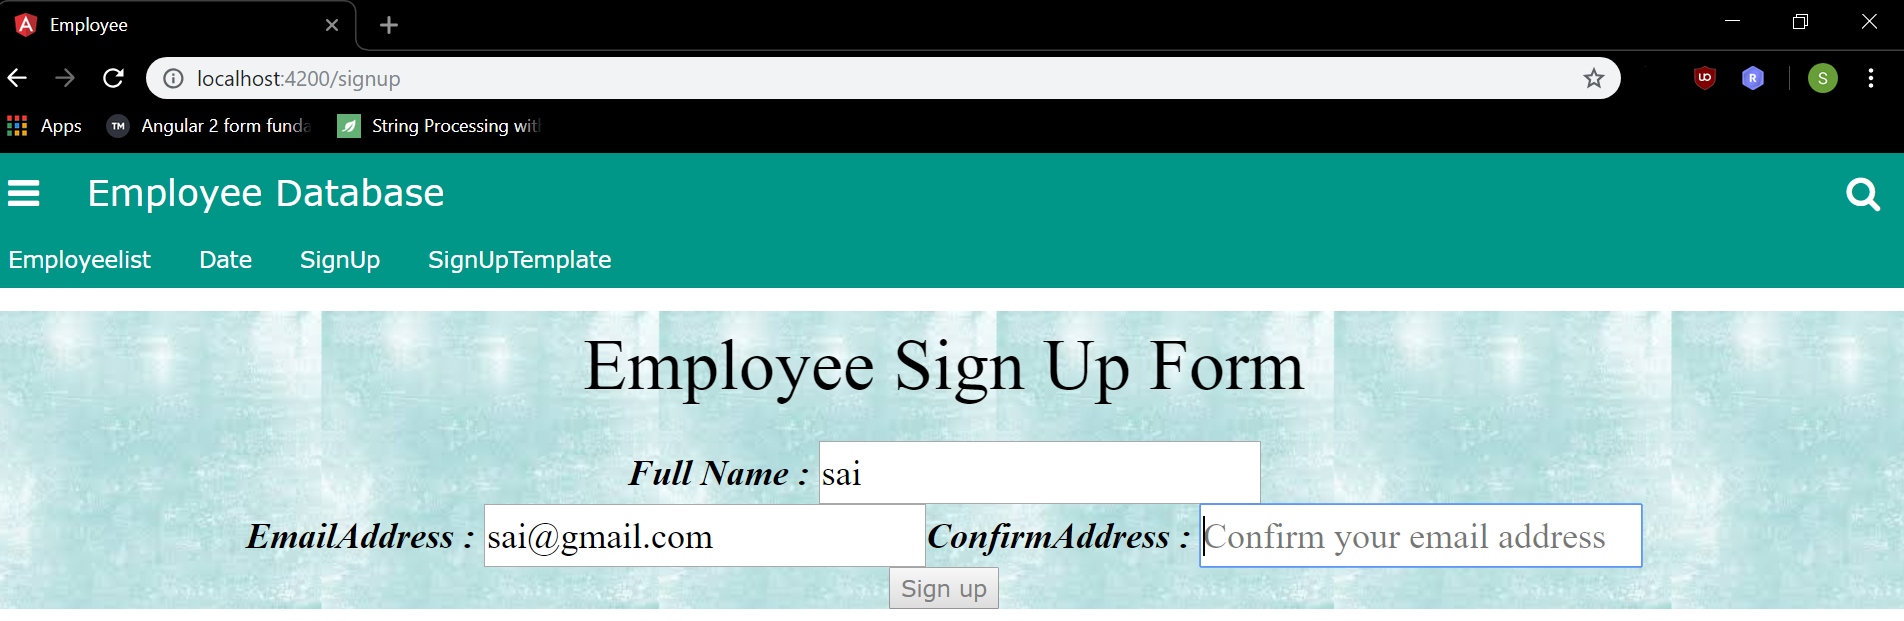 Employee
localhost:4200/signup
S
Apps
TM
Angular 2 form funda
String Processing wit
Employee Database
Employeelist Date SignUp SignUpTemplate
Employee Sign Up Form
Full Name : sai
EmailAddress : sai@gmail.com ConfirmAddress : Confirm your email address
Sign up